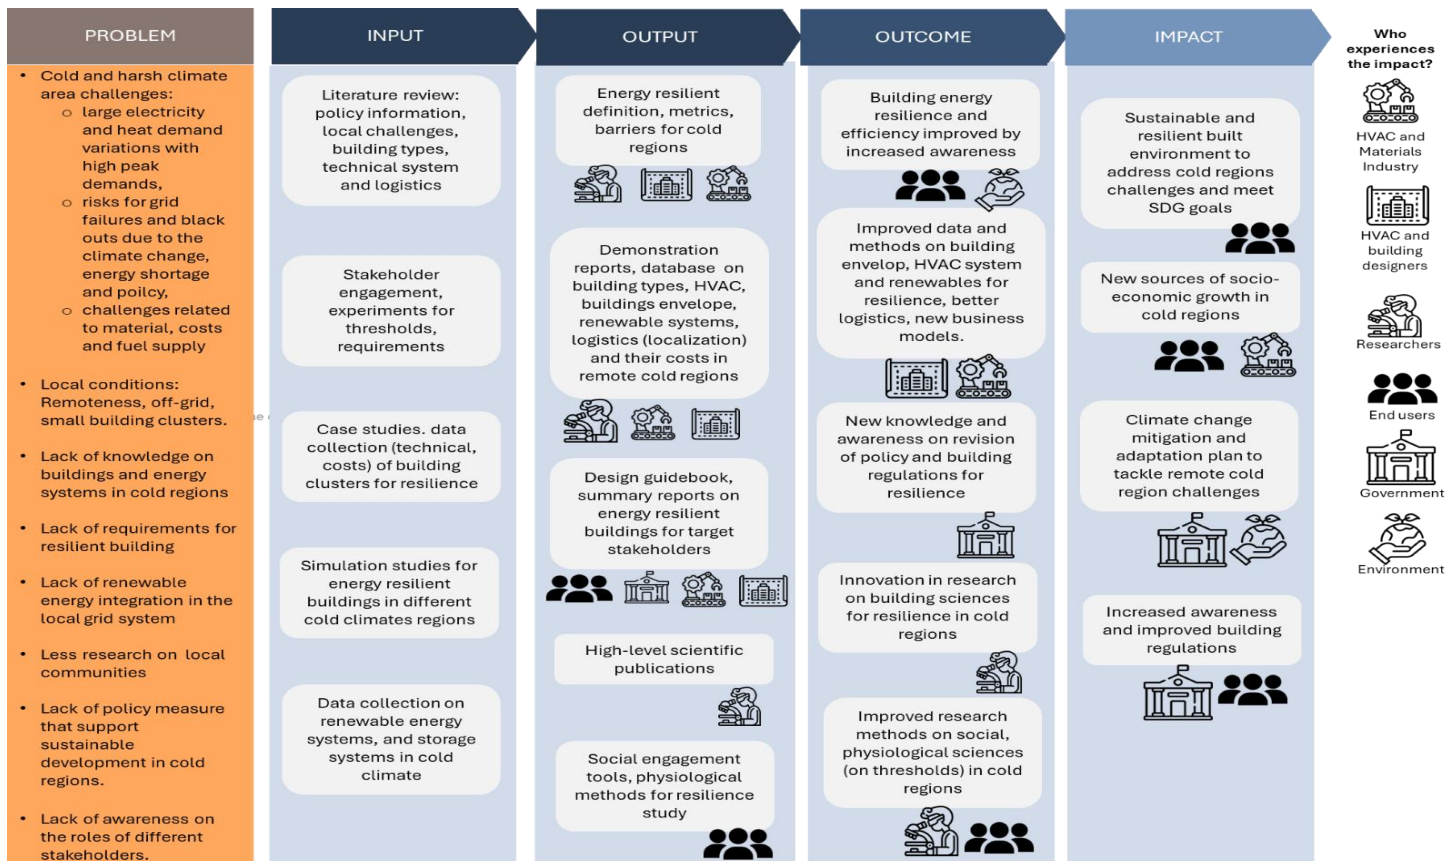 PROBLEM
• Cold and harsh climate
area challenges:
o large electricity
and heat demand
variations with
high peak
demands,
o risks for grid
failures and black
outs due to the
climate change,
energy shortage
and poilcy,
o challenges related
to material, costs
and fuel supply
• Local conditions:
Remoteness, off-grid,
small building clusters.
• Lack of knowledge on
buildings and energy
systems in cold regions
• Lack of requirements for
resilient building
• Lack of renewable
energy integration in the
local grid system
• Less research on local
communities
• Lack of policy measure
that support
sustainable
development in cold
regions.
• Lack of awareness on
the roles of different
stakeholders.
INPUT
Literature review:
policy information,
local challenges,
building types,
technical system
and logistics
Stakeholder
engagement,
experiments for
thresholds,
requirements
Case studies. data
collection (technical,
costs) of building
clusters for resilience
Simulation studies for
energy resilient
buildings in different
cold climates regions
Data collection on
renewable energy
systems, and storage
systems in cold
climate
OUTPUT
Energy resilient
definition, metrics,
barriers for cold
regions
Demonstration
reports, database on
building types, HVAC,
buildings envelope,
renewable systems,
logistics (localization)
and their costs in
remote cold regions
Design guidebook,
summary reports on
energy resilient
buildings for target
stakeholders
High-level scientific
publications
Social engagement
tools, physiological
methods for resilience
study
OUTCOME
Building energy
resilience and
efficiency improved by
increased awareness
Improved data and
methods on building
envelop, HVAC system
and renewables for
resilience, better
logistics, new business
models.
New knowledge and
awareness on revision
of policy and building
regulations for
resilience
Innovation in research
on building sciences
for resilience in cold
regions
Improved research
methods on social,
physiological sciences
(on thresholds) in cold
regions
IMPACT
Sustainable and
resilient built
environment to
address cold regions
challenges and meet
SDG goals
New sources of socio-
economic growth in
cold regions
Climate change
mitigation and
adaptation plan to
tackle remote cold
region challenges
Increased awareness
and improved building
regulations
Who
experiences
the impact?
HVAC and
Materials
Industry
HVAC and
building
designers
Researchers
End users
Government
Environment